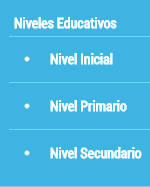 Niveles Educativos
• Nivel Inicial
• Nivel Primario
• Nivel Secundario